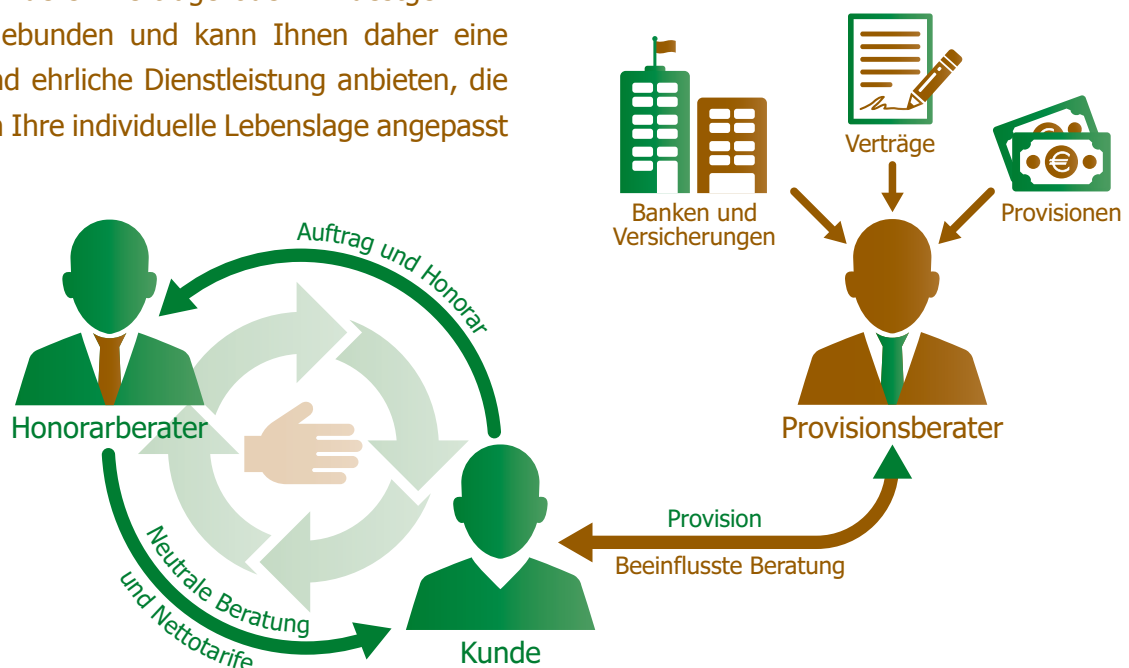 ebunden und kann Ihnen daher eine
d ehrliche Dienstleistung anbieten, die
Ihre individuelle Lebenslage angepasst
Verträge
Banken und
Versicherungen
Provisionen
Auftrag und Honorar
Honorarberater
Provisionsberater
Neutrale Beratung
und Nettotarife
Provision
Beeinflusste Beratung
Kunde